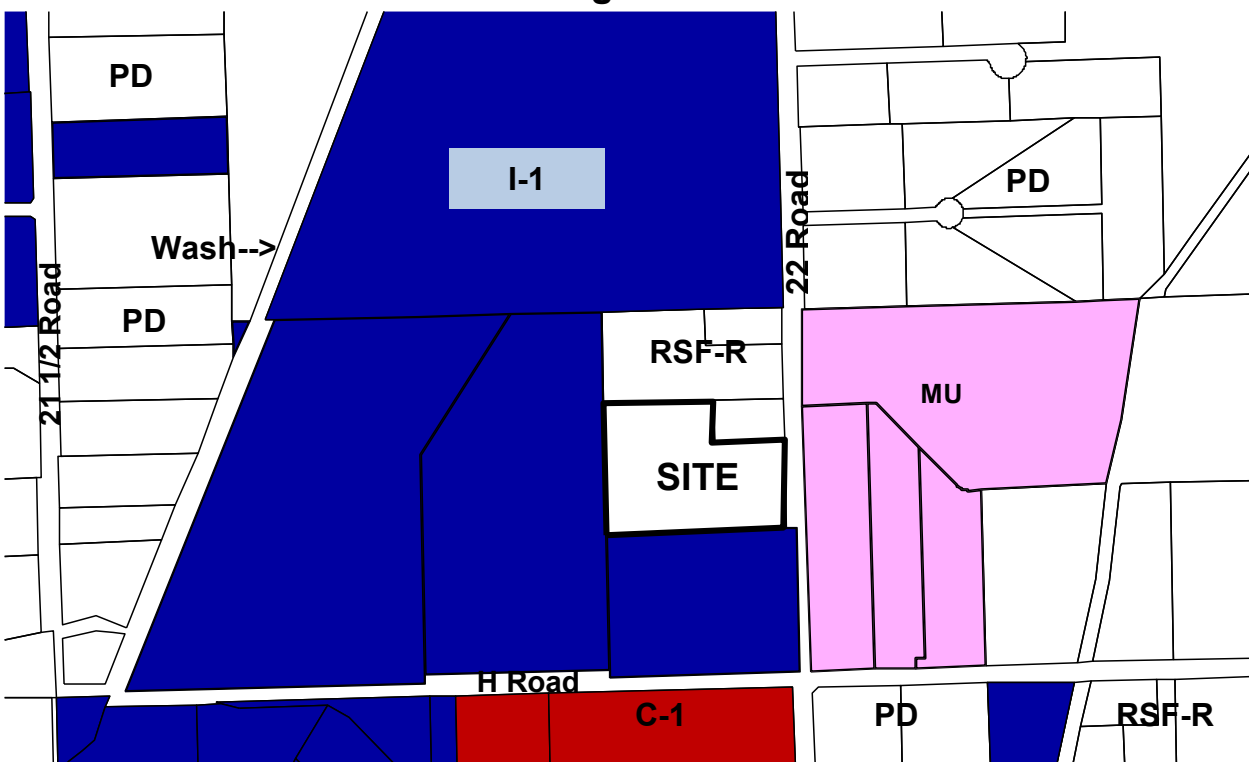 g
PD
I-1
PD
Wash-->
22 Road
21 1/2 Road
PD
RSF-R
MU
SITE
H Road
C-1
PD
RSF-R